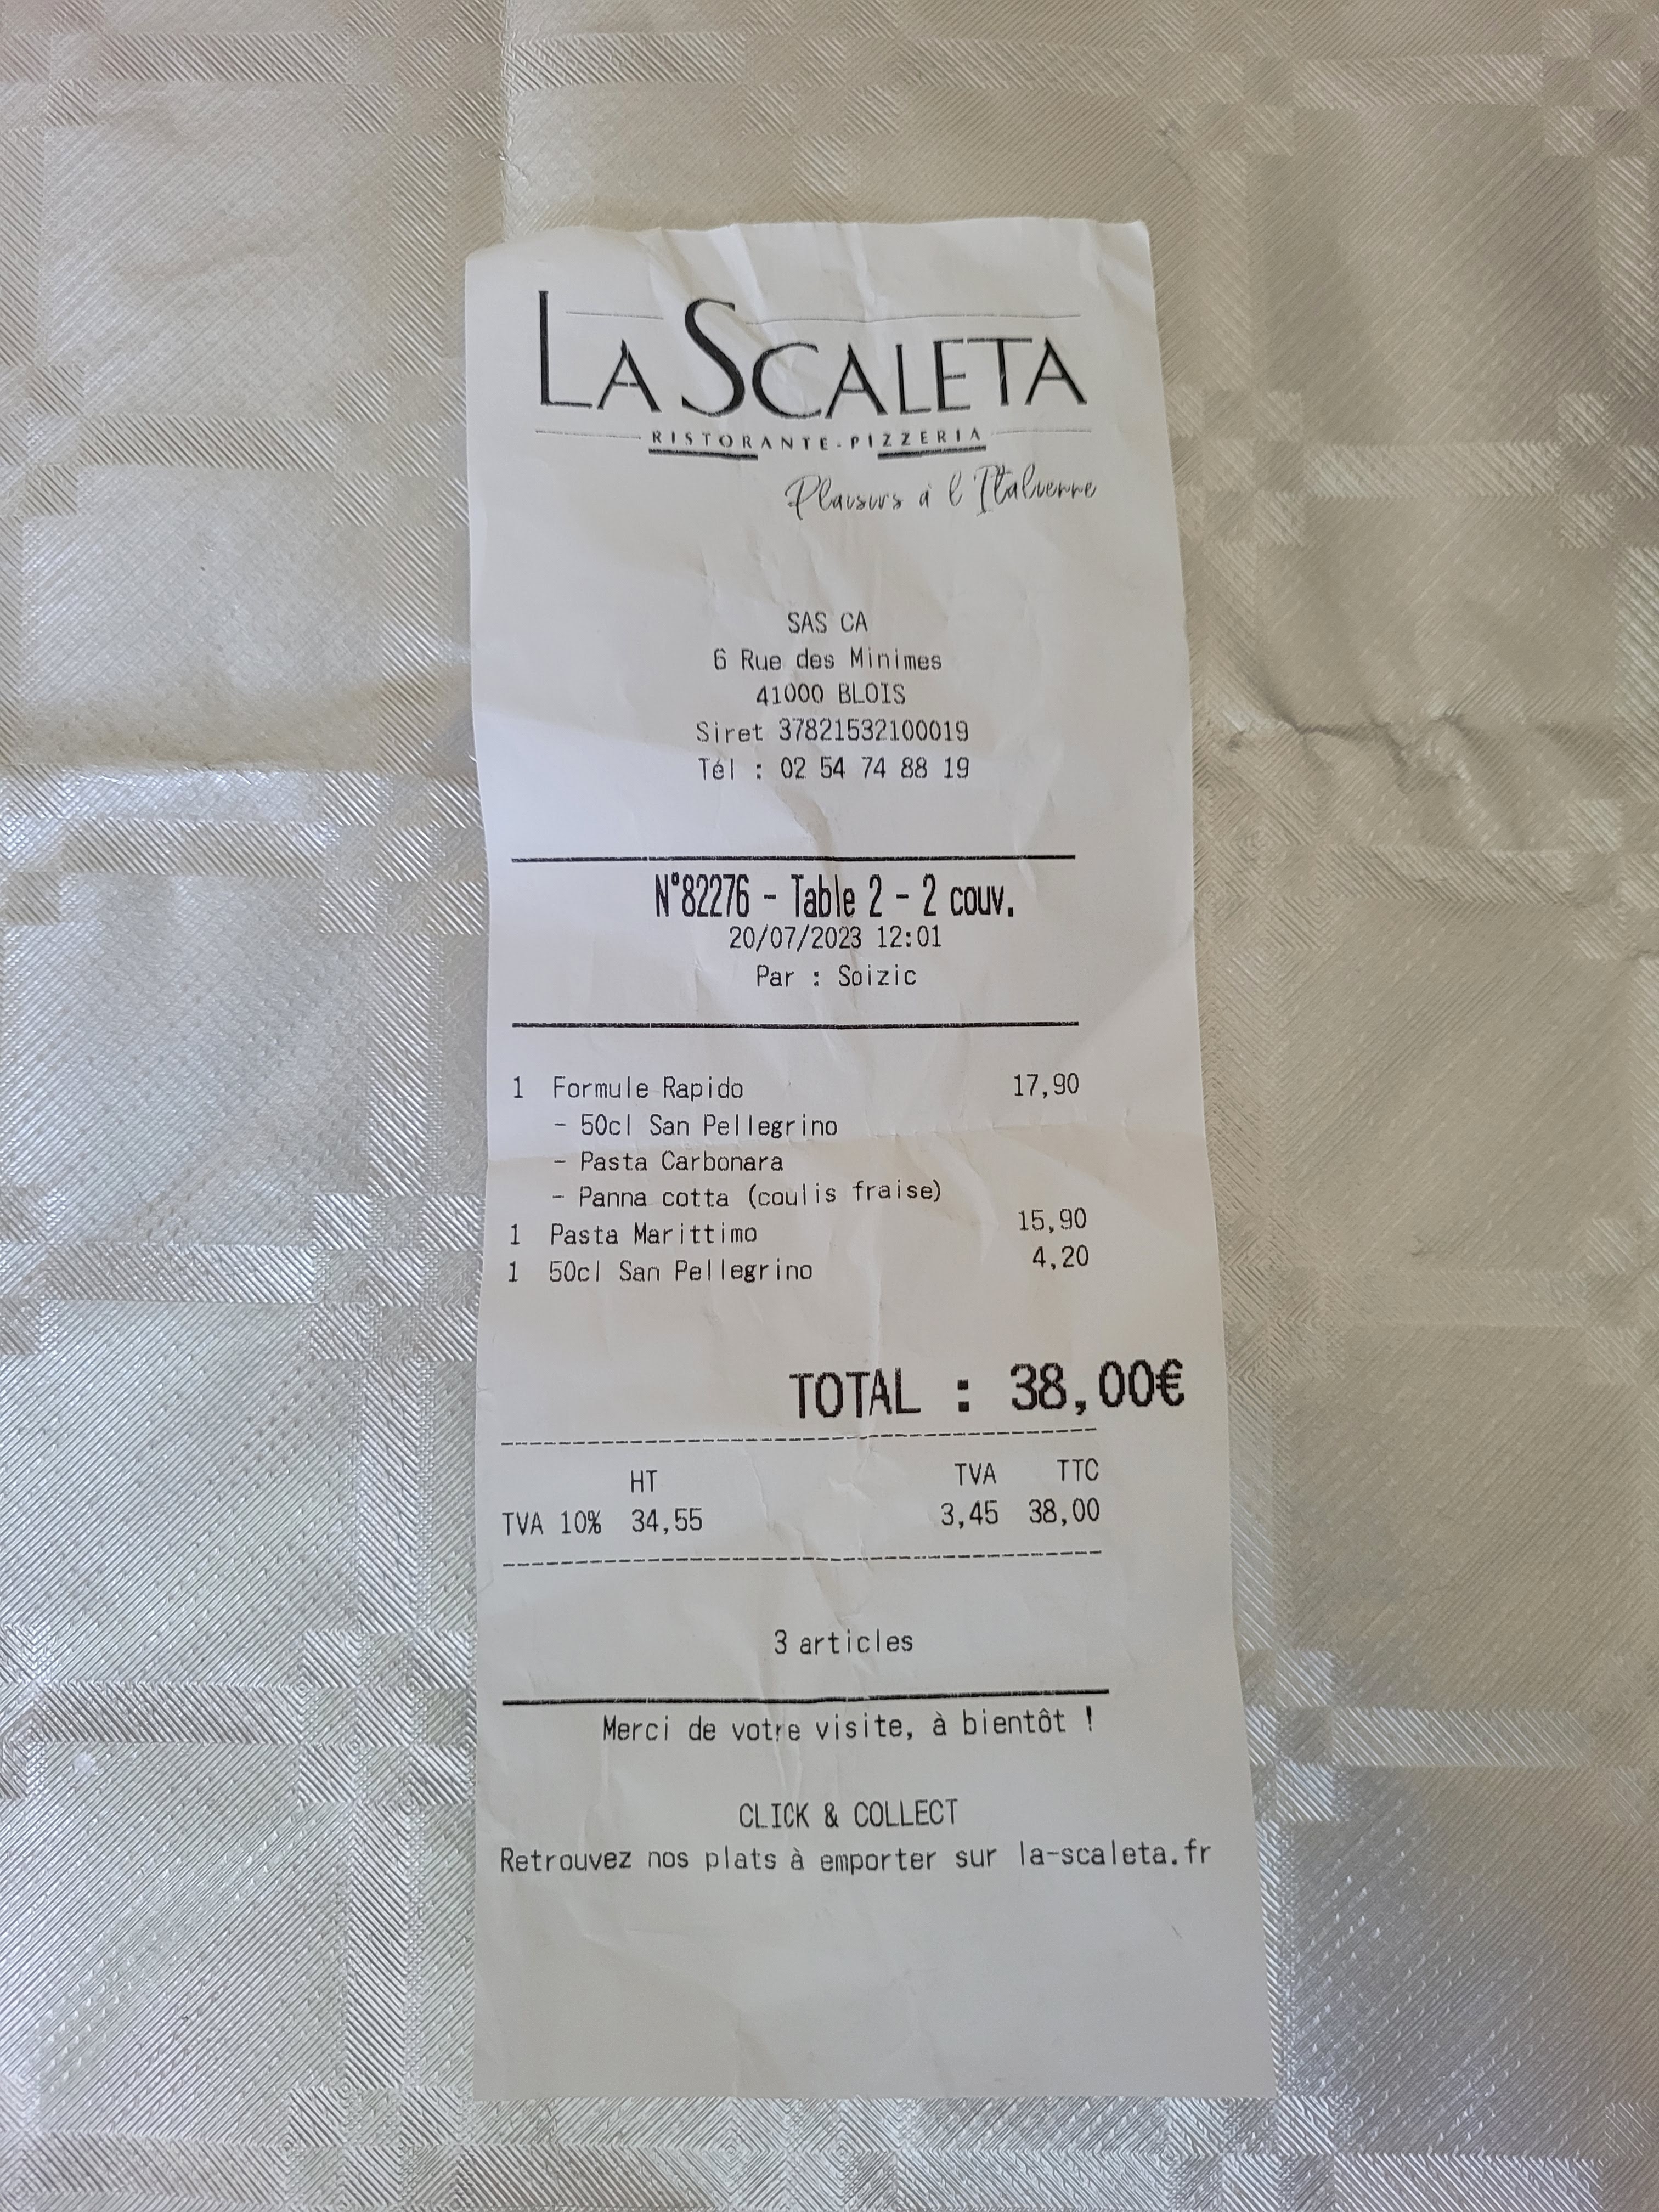 LA SCALETA
RISTORANTE-PIZZERIA
Plaisirs à l'Italienne
SAS CA
6 Rue des Minimes
41000 BLOIS
Siret 37821532100019
Tél : 02 54 74 88 19
N°82276 - Table 2 - 2 couv.
20/07/2023 12:01
Par : Soizic
1 Formule Rapido 17,90
- 50cl San Pellegrino
- Pasta Carbonara
- Panna cotta (coulis fraise)
1 Pasta Marittimo 15,90
1 50cl San Pellegrino 4,20
TOTAL : 38,00€
HT TVA TTC
TVA 10% 34,55 3,45 38,00
3 articles
Merci de votre visite, à bientôt !
CLICK & COLLECT
Retrouvez nos plats à emporter sur la-scaleta.fr